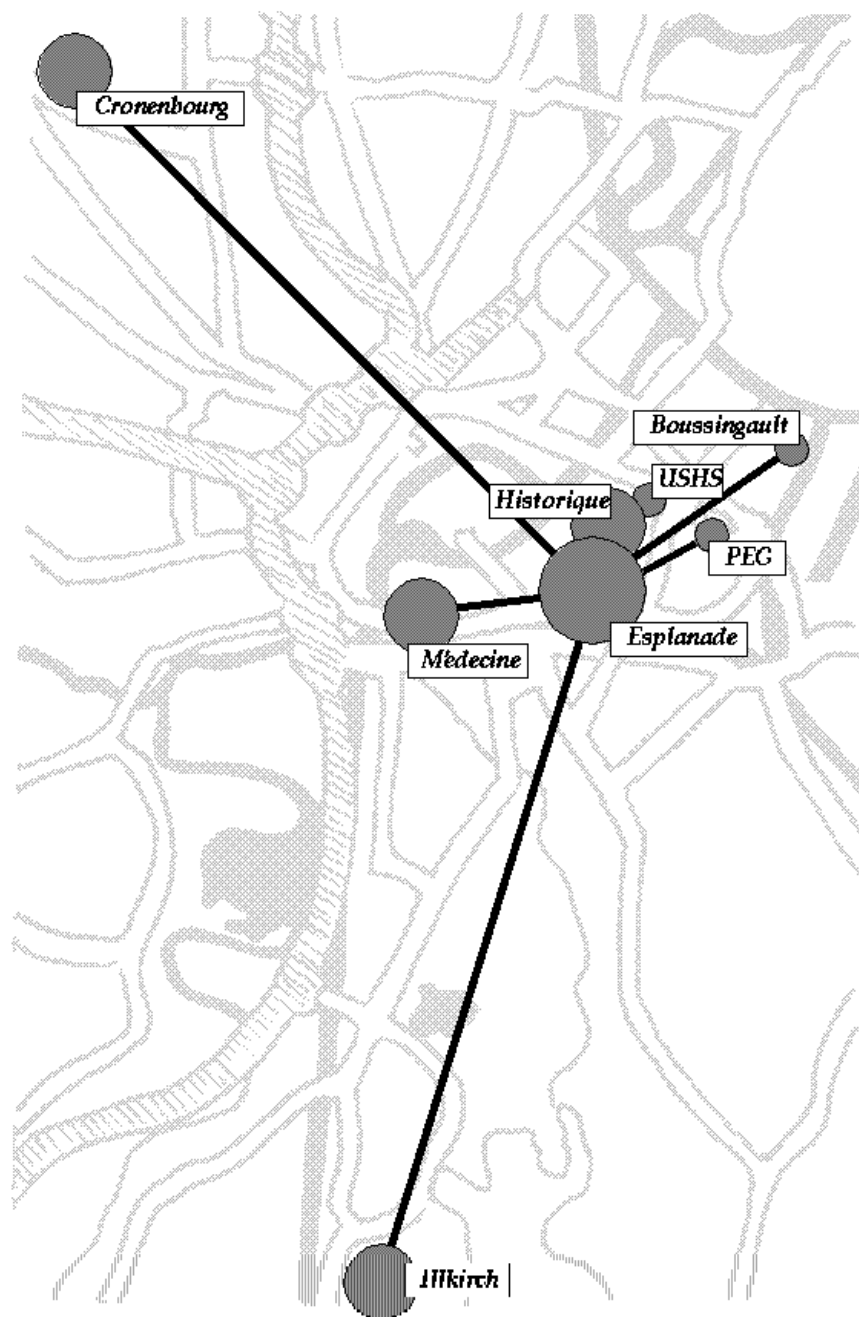 Cronenbourg
Boussingault
USHS
Historique
PEG
Esplanade
Médecine
Illkirch